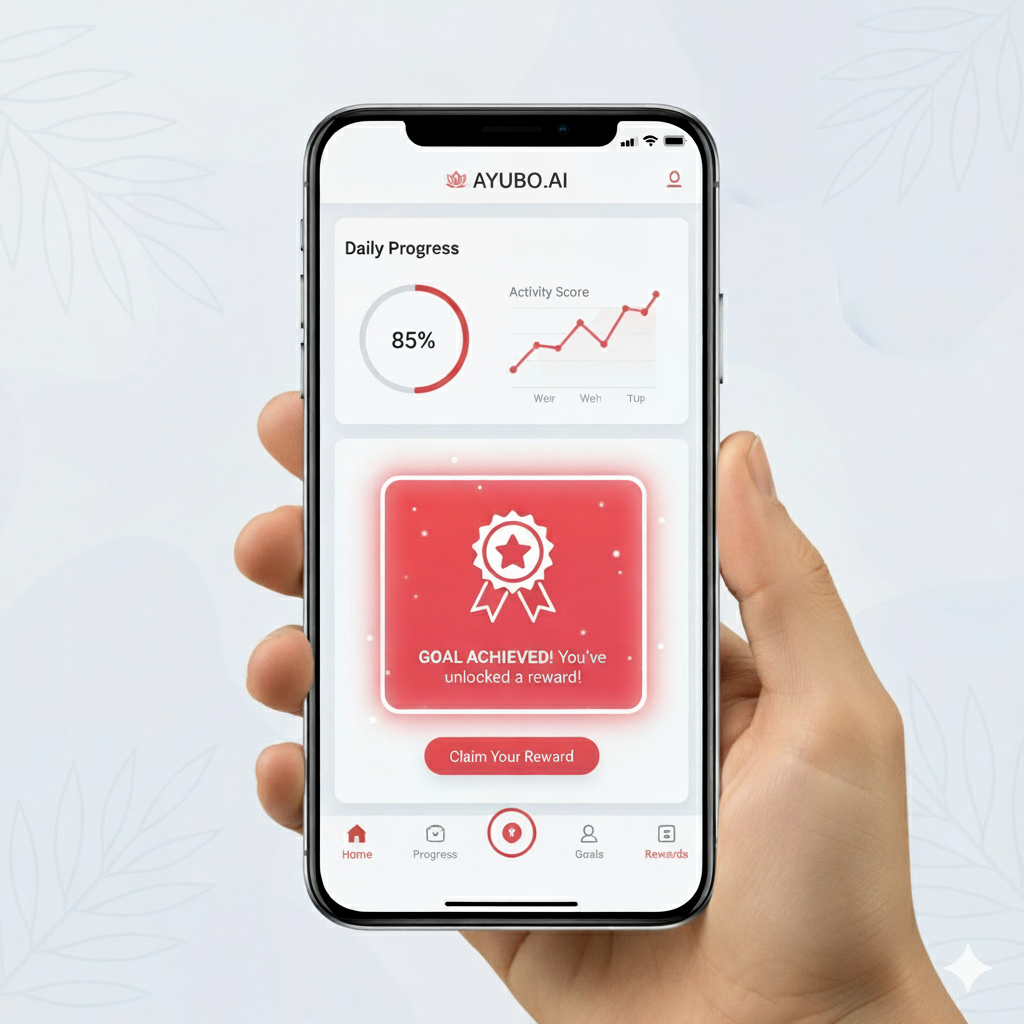 AYUBO.AI
Daily Progress
85%
Activity Score
Weir Weh TUp
GOAL ACHIEVED! You've
unlocked a reward!
Claim Your Reward
Home Progress Goals Rewards